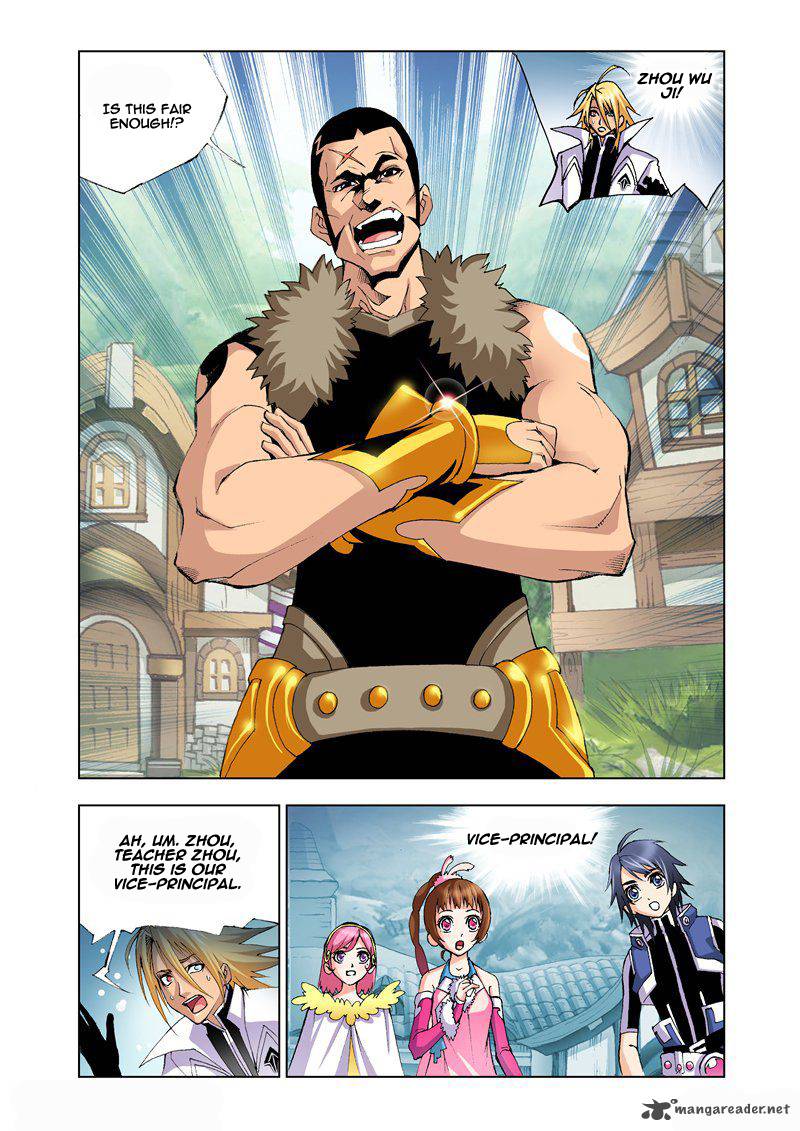 IS THIS FAIR
ENOUGH!?
ZHOU WU
JI!
AH, UM. ZHOU,
TEACHER ZHOU,
THIS IS OUR
VICE-PRINCIPAL.
VICE-PRINCIPAL!
mangareader.net